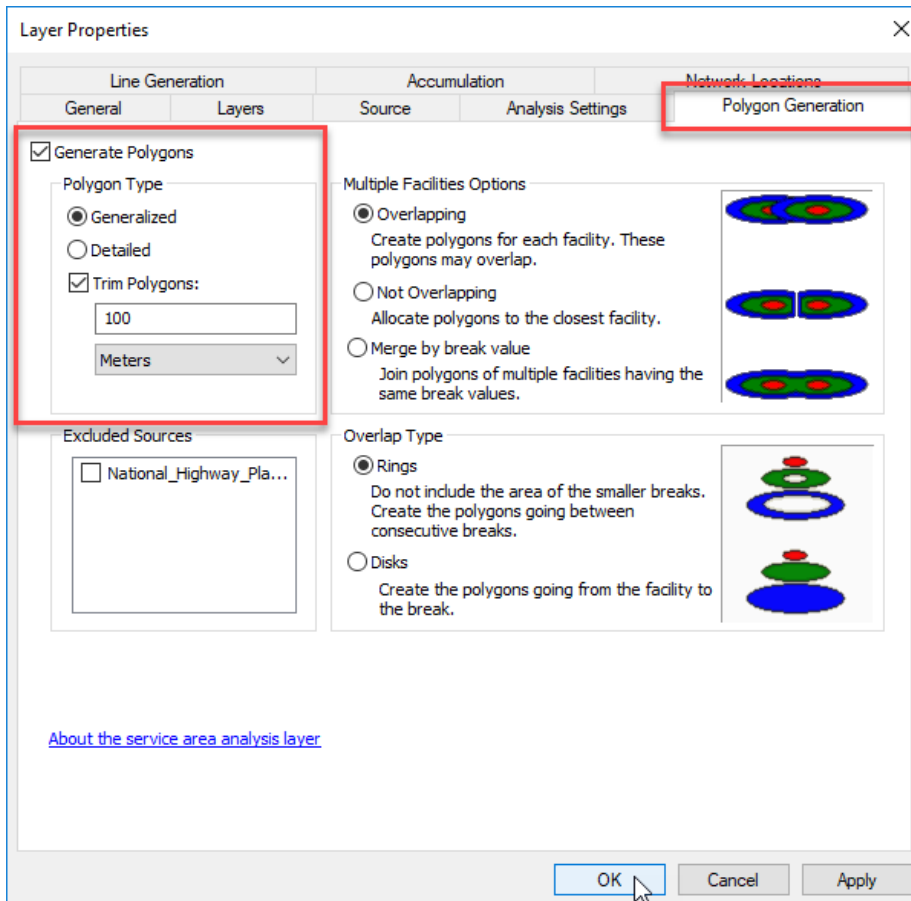 Layer Properties
Line Generation
Accumulation
Network Locations
General
Layers
Source
Analysis Settings
Polygon Generation
Generate Polygons
Polygon Type
Generalized
Detailed
Trim Polygons:
100
Meters
Multiple Facilities Options
Overlapping
Create polygons for each facility. These
polygons may overlap.
Not Overlapping
Allocate polygons to the closest facility.
Merge by break value
Join polygons of multiple facilities having the
same break values.
Excluded Sources
National_Highway_Pla...
Overlap Type
Rings
Do not include the area of the smaller breaks.
Create the polygons going between
consecutive breaks.
Disks
Create the polygons going from the facility to
the break.
About the service area analysis layer
OK
Cancel
Apply